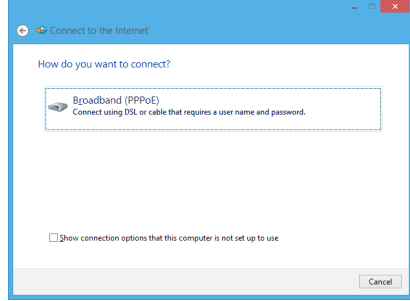 Connect to the Internet
How do you want to connect?
Broadband (PPPoE)
Connect using DSL or cable that requires a user name and password.
Show connection options that this computer is not set up to use
Cancel